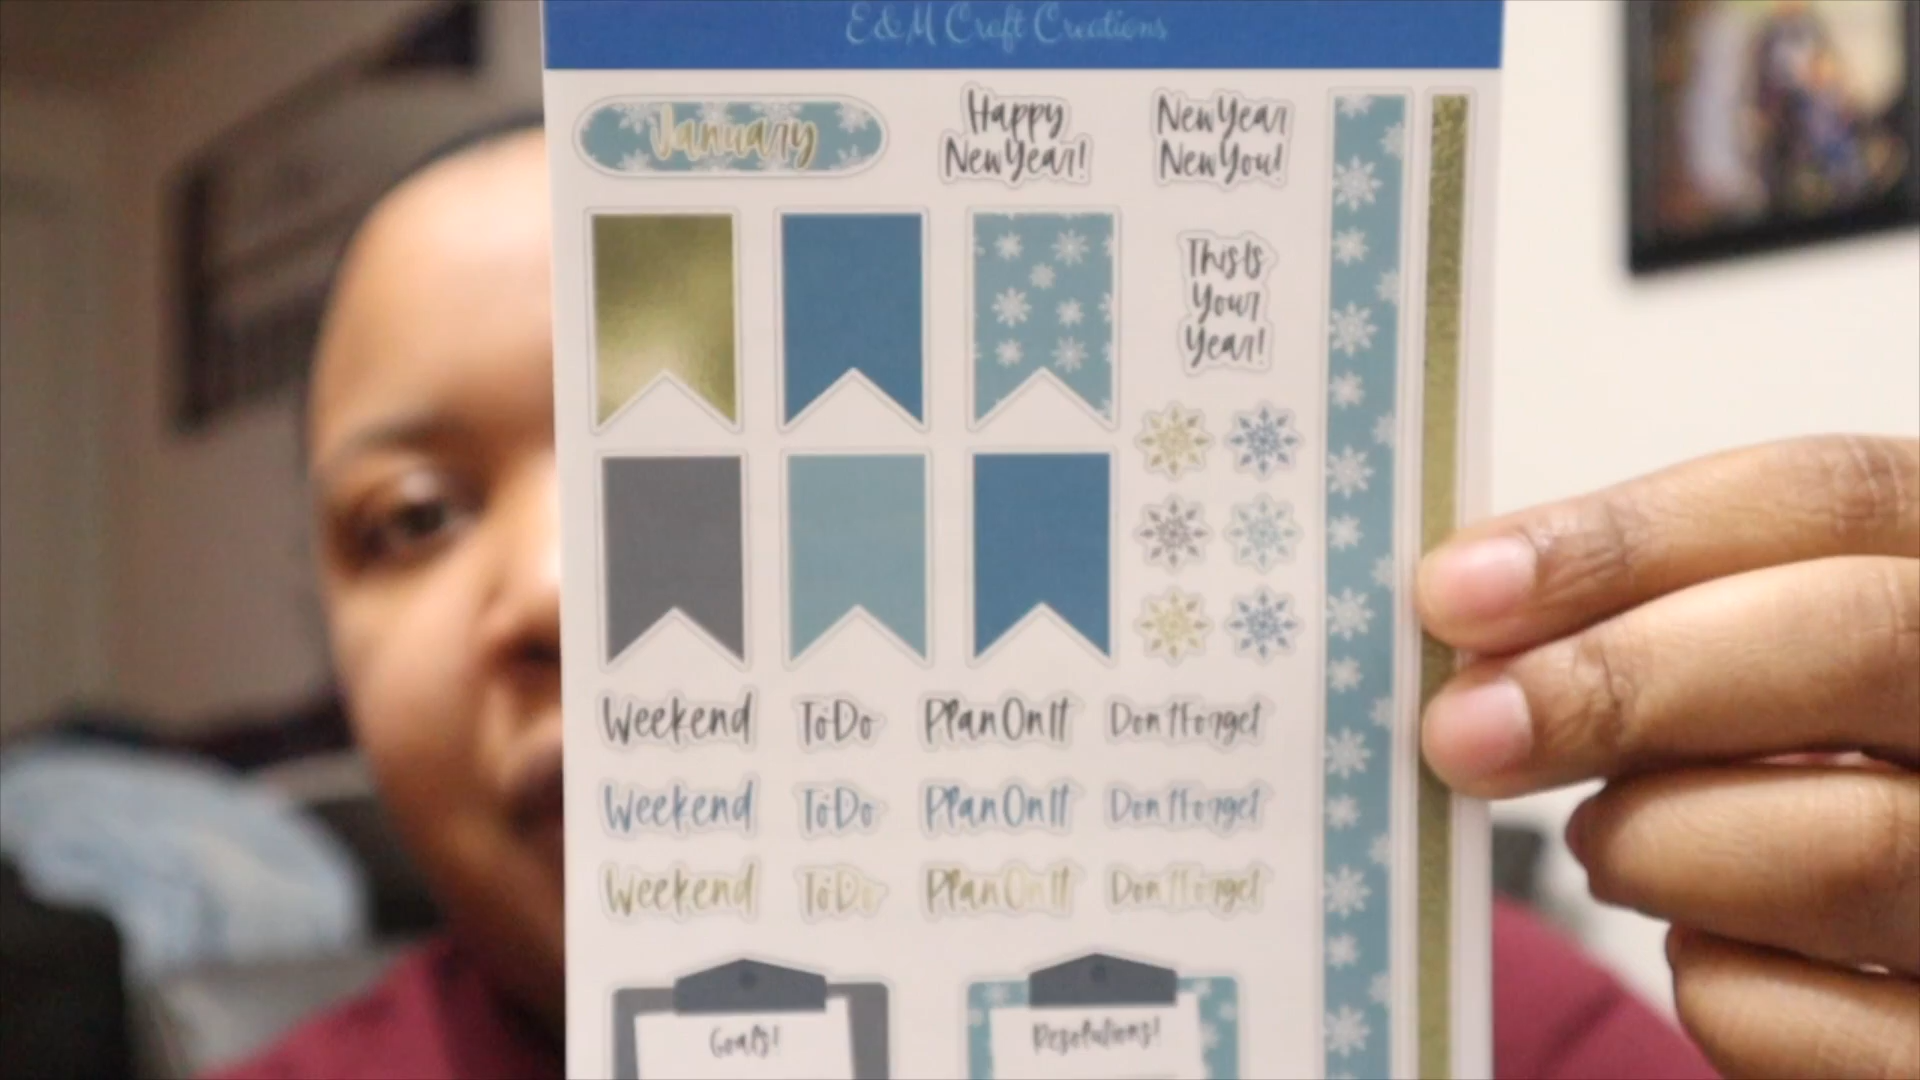 E&M Craft Creations
January
Happy
New Year!
New Year
New You!
This Is
Your
Year!
Weekend
To Do
Plan On It
Don't Forget
Weekend
To Do
Plan On It
Don't Forget
Weekend
To Do
Plan On It
Don't Forget
Goals!
Resolutions!